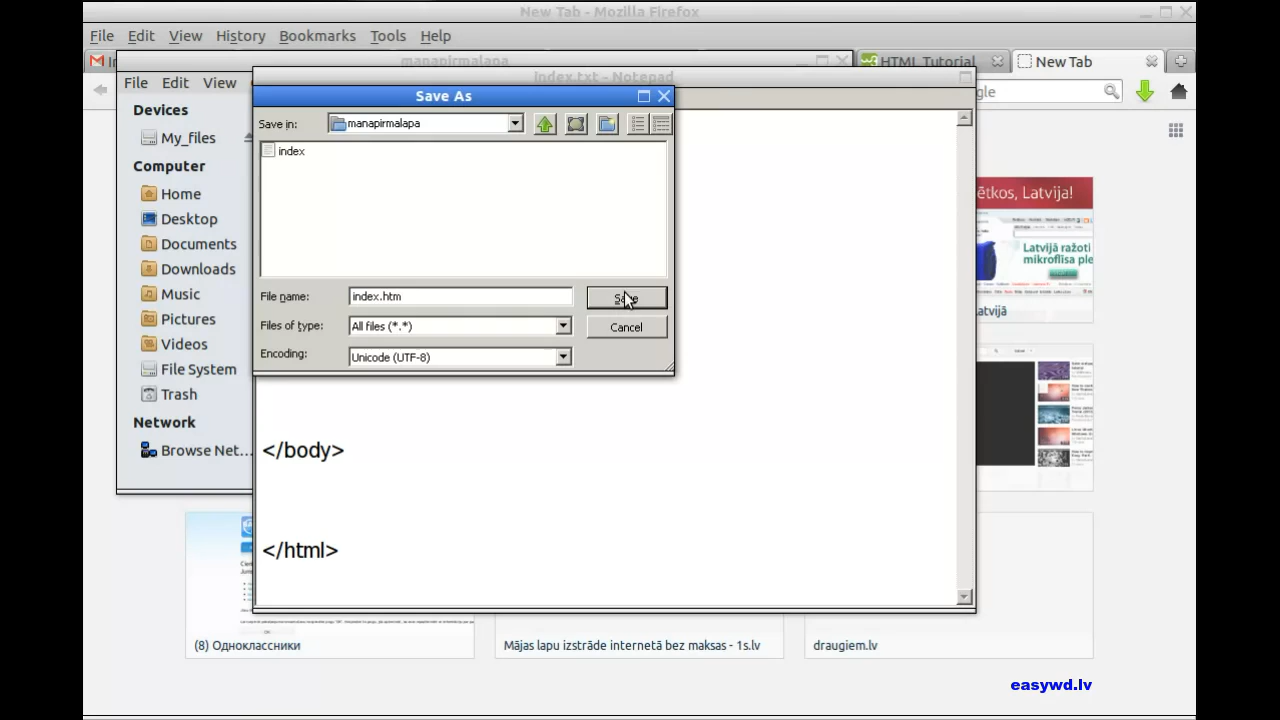 New Tab - Mozilla Firefox
File Edit View History Bookmarks Tools Help
manapirmalapa
HTML Tutorial
New Tab
index.txt - Notepad
File Edit View
Save As
gle
Devices
My_files
Computer
Home
Desktop
Documents
Downloads
Music
Pictures
Videos
File System
Trash
Network
Browse Net...
Save in:
manapirmalapa
index
File name:
index.htm
Save
Files of type:
All files (*.*)
Cancel
Encoding:
Unicode (UTF-8)
</body>
</html>
ētkos, Latvija!
Latvijā ražoti
mikroflīsa ple
atvijā
(8) Одноклассники
Mājas lapu izstrāde internetā bez maksas - 1s.lv
draugiem.lv
easywd.lv